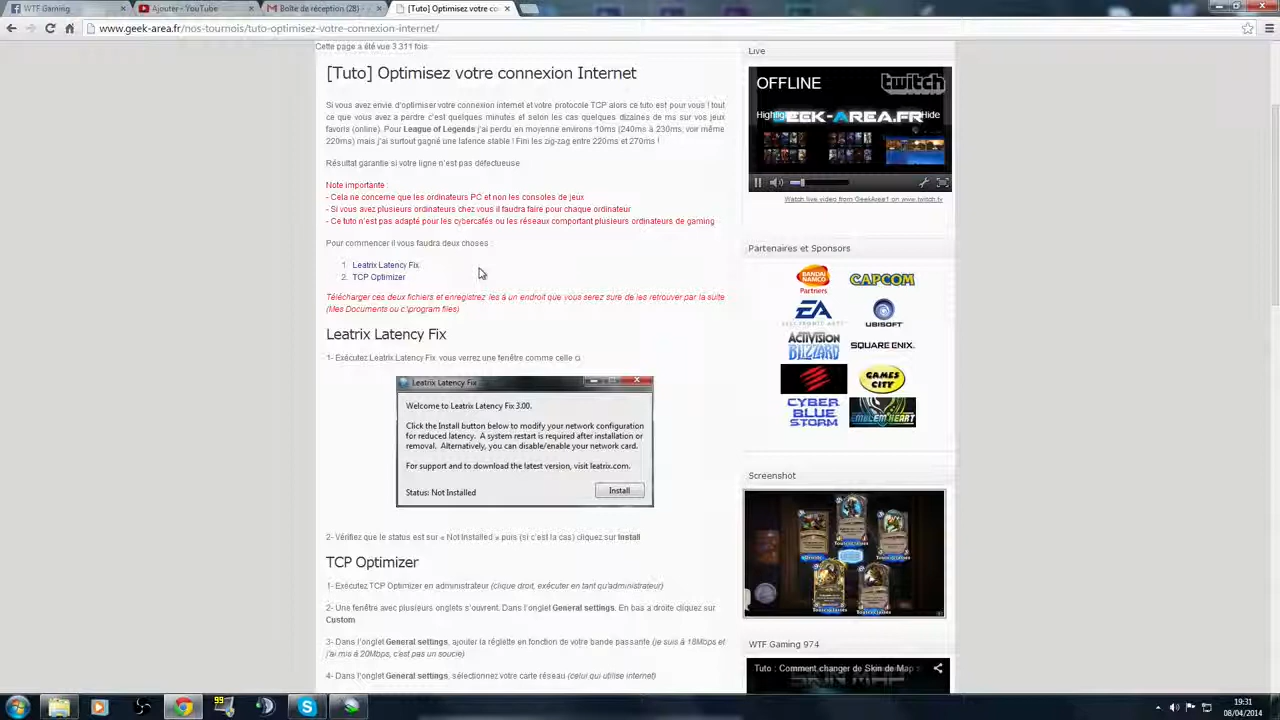 WTF Gaming
Ajouter - YouTube
Boîte de réception (28) -
[Tuto] Optimisez votre co
www.geek-area.fr/nos-tournois/tuto-optimisez-votre-connexion-internet/
Cette page a été vue 3 311 fois
[Tuto] Optimisez votre connexion Internet
Si vous avez envie d'optimiser votre connexion internet et votre protocole TCP alors ce tuto est pour vous ! tout
ce que vous avez a perdre c'est quelques minutes et selon les cas quelques dizaines de ms sur vos jeux
favoris (online). Pour League of Legends j'ai perdu en moyenne environs 10ms (240ms à 230ms, voir même
220ms) mais j'ai surtout gagné une latence stable ! Fini les zig-zag entre 220ms et 270ms !
Résultat garantie si votre ligne n'est pas défectueuse
Note importante :
- Cela ne concerne que les ordinateurs PC et non les consoles de jeux
- Si vous avez plusieurs ordinateurs chez vous il faudra faire pour chaque ordinateur
- Ce tuto n'est pas adapté pour les cybercafés ou les réseaux comportant plusieurs ordinateurs de gaming
Pour commencer il vous faudra deux choses :
1. Leatrix Latency Fix
2. TCP Optimizer
Télécharger ces deux fichiers et enregistrez les à un endroit que vous serez sure de les retrouver par la suite
(Mes Documents ou c:\program files)
Leatrix Latency Fix
1- Exécutez Leatrix Latency Fix vous verrez une fenêtre comme celle ci
Leatrix Latency Fix
Welcome to Leatrix Latency Fix 3.00.
Click the Install button below to modify your network configuration
for reduced latency. A system restart is required after installation or
removal. Alternatively, you can disable/enable your network card.
For support and to download the latest version, visit leatrix.com.
Status: Not Installed
Install
2- Vérifiez que le status est sur « Not Installed » puis (si c'est la cas) cliquez sur Install
TCP Optimizer
1- Exécutez TCP Optimizer en administrateur (clique droit, exécuter en tant qu'administrateur)
2- Une fenêtre avec plusieurs onglets s'ouvrent. Dans l'onglet General settings, En bas a droite cliquez sur
Custom
3- Dans l'onglet General settings, ajouter la réglette en fonction de votre bande passante (je suis à 18Mbps et
j'ai mis à 20Mbps, c'est pas un soucie)
4- Dans l'onglet General settings, sélectionnez votre carte réseau (celui qui utilise internet)
Live
OFFLINE
twitch
Highlight
GEEK-AREA.FR
Hide
Watch live video from GeekArea1 on www.twitch.tv
Partenaires et Sponsors
BANDAI
NAMCO
Partners
CAPCOM
EA
ELECTRONIC ARTS
UBISOFT
ACTIVISION
BLIZZARD
SQUARE ENIX.
GAMES
CITY
CYBER
BLUE
STORM
EMBLEM HEART
Screenshot
WTF Gaming 974
Tuto : Comment changer de Skin de Map
SKIN MAP
99
19:31
08/04/2014